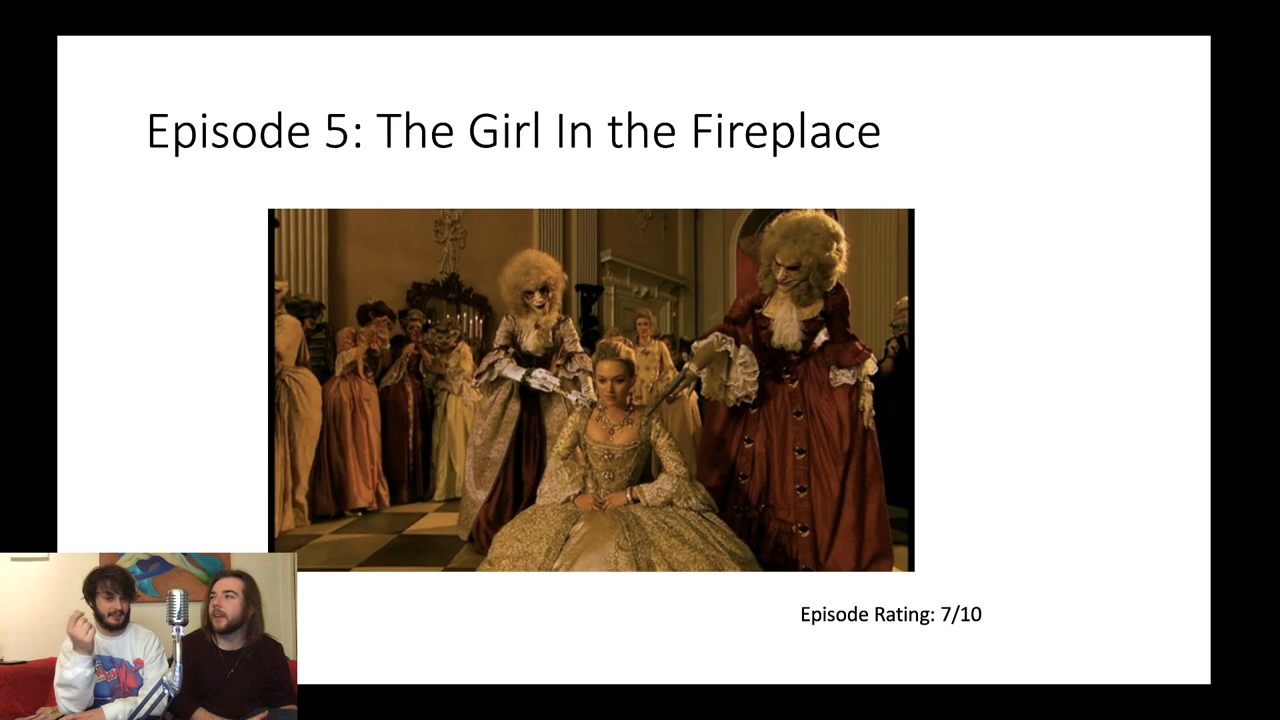 Episode 5: The Girl In the Fireplace
Episode Rating: 7/10